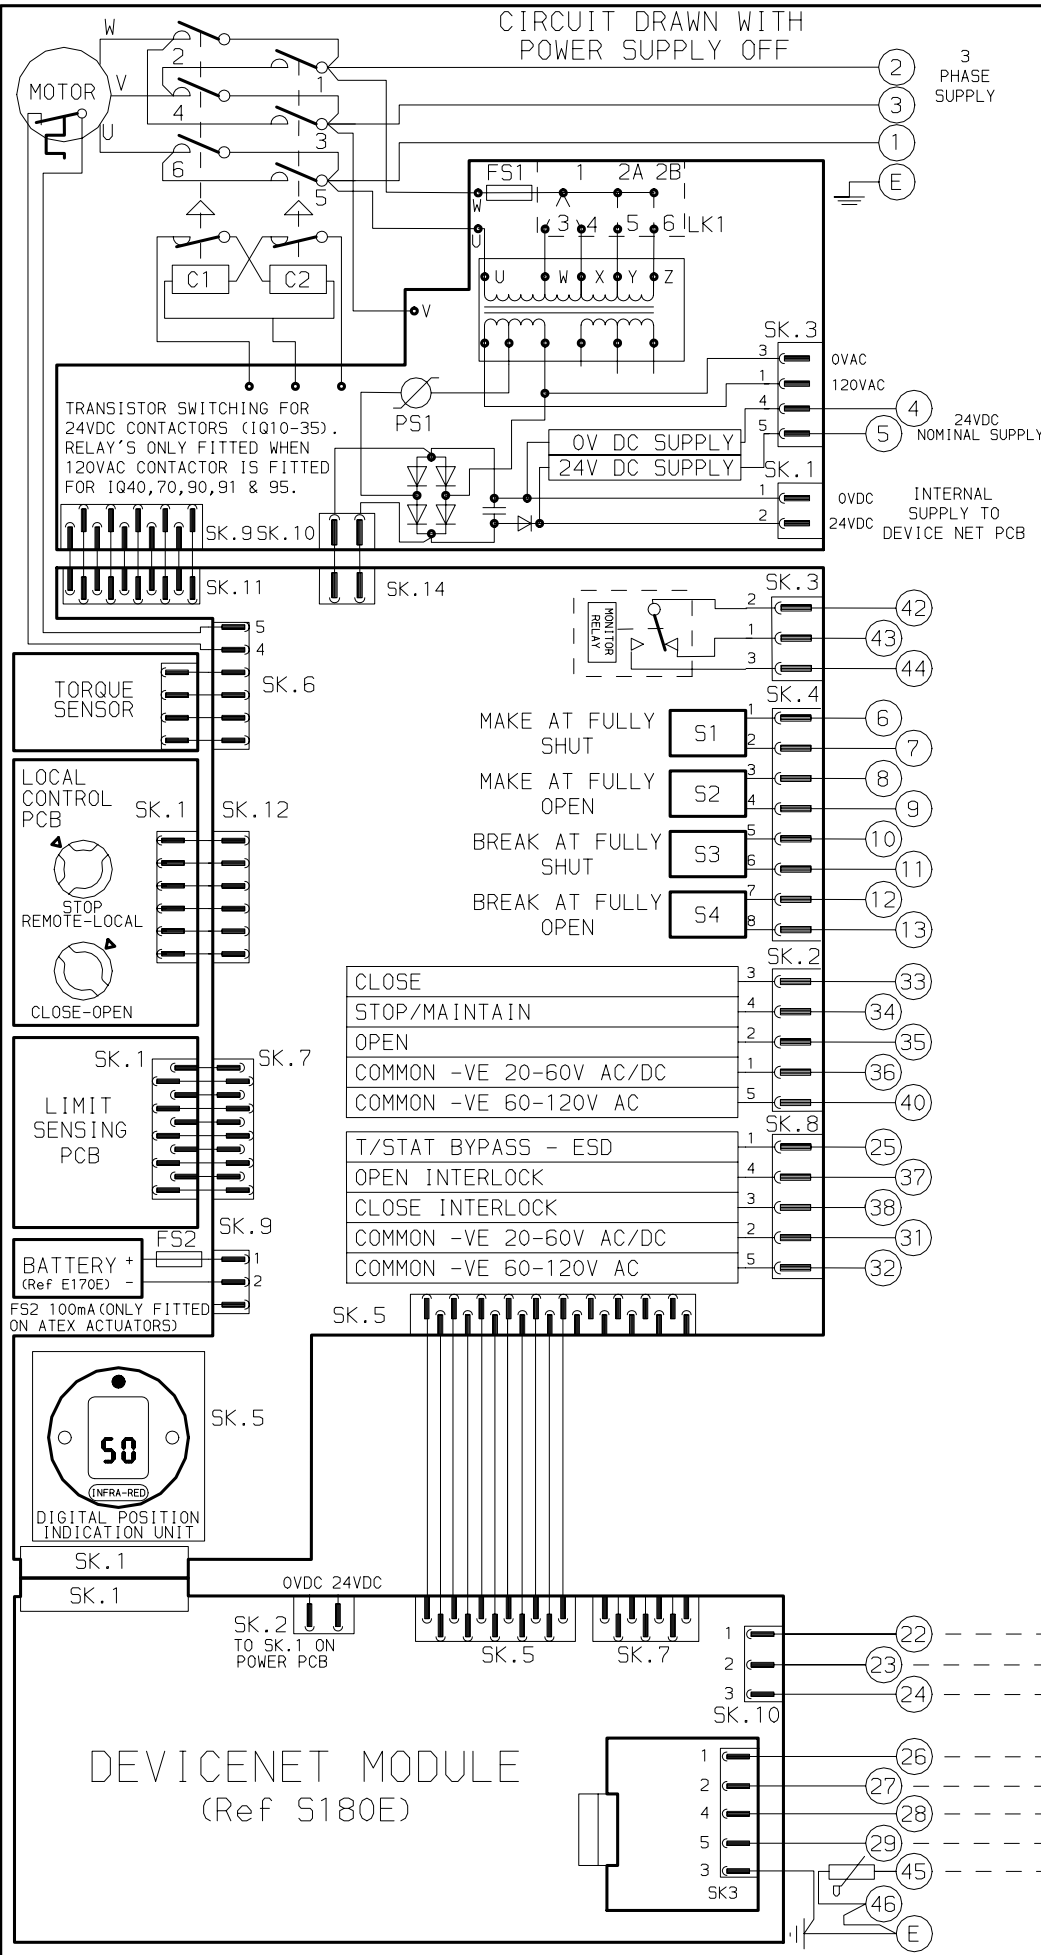 CIRCUIT DRAWN WITH
POWER SUPPLY OFF
W
V
U
MOTOR
2
4
6
1
3
5
2
3
1
E
3
PHASE
SUPPLY
FS1
1
2A
2B
W
U
3
4
5
6
LK1
U
W
X
Y
Z
C1
C2
V
PS1
SK.3
3
0VAC
1
120VAC
4
4
5
5
24VDC
NOMINAL SUPPLY
0V DC SUPPLY
24V DC SUPPLY
SK.1
1
0VDC
2
24VDC
INTERNAL
SUPPLY TO
DEVICE NET PCB
TRANSISTOR SWITCHING FOR
24VDC CONTACTORS (IQ10-35).
RELAY'S ONLY FITTED WHEN
120VAC CONTACTOR IS FITTED
FOR IQ40,70,90,91 & 95.
SK.9
SK.10
SK.11
SK.14
SK.3
MONITOR
RELAY
2
42
1
43
3
44
5
4
SK.6
TORQUE
SENSOR
SK.4
MAKE AT FULLY
SHUT
S1
1
6
2
7
MAKE AT FULLY
OPEN
S2
3
8
4
9
BREAK AT FULLY
SHUT
S3
5
10
6
11
BREAK AT FULLY
OPEN
S4
7
12
8
13
LOCAL
CONTROL
PCB
SK.1
SK.12
STOP
REMOTE-LOCAL
CLOSE-OPEN
SK.2
CLOSE
3
33
STOP/MAINTAIN
4
34
OPEN
2
35
COMMON -VE 20-60V AC/DC
1
36
COMMON -VE 60-120V AC
5
40
SK.8
T/STAT BYPASS - ESD
1
25
OPEN INTERLOCK
4
37
CLOSE INTERLOCK
3
38
COMMON -VE 20-60V AC/DC
2
31
COMMON -VE 60-120V AC
5
32
SK.1
SK.7
LIMIT
SENSING
PCB
SK.9
FS2
BATTERY
(Ref E170E)
+
-
1
2
FS2 100mA(ONLY FITTED
ON ATEX ACTUATORS)
SK.5
SK.5
50
INFRA-RED
DIGITAL POSITION
INDICATION UNIT
SK.1
SK.1
0VDC 24VDC
SK.2
TO SK.1 ON
POWER PCB
SK.5
SK.7
1
22
2
23
3
24
SK.10
DEVICENET MODULE
(Ref S180E)
1
26
2
27
4
28
5
29
3
45
SK3
U
46
E